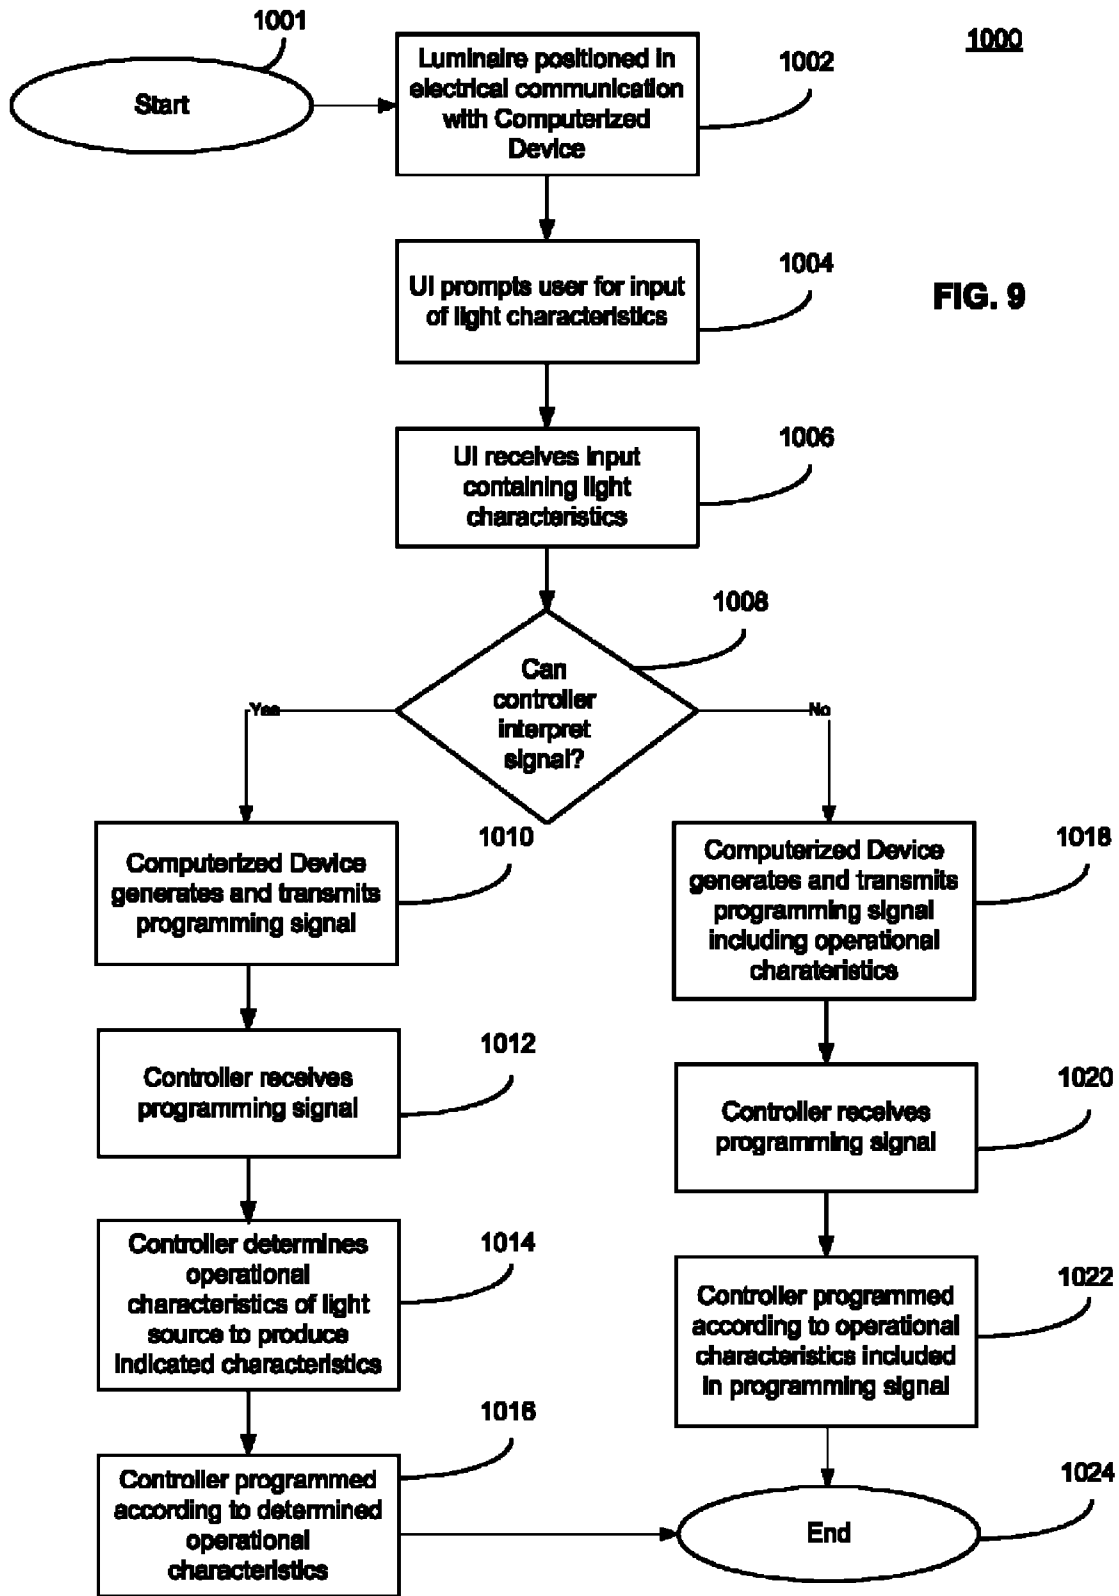 1001
1000
Start
Luminaire positioned in
electrical communication
with Computerized
Device
1002
UI prompts user for input
of light characteristics
1004
FIG. 9
UI receives input
containing light
characteristics
1006
1008
Can
controller
interpret
signal?
Yes
No
Computerized Device
generates and transmits
programming signal
1010
Computerized Device
generates and transmits
programming signal
including operational
charateristics
1018
Controller receives
programming signal
1012
Controller receives
programming signal
1020
Controller determines
operational
characteristics of light
source to produce
indicated characteristics
1014
Controller programmed
according to operational
characteristics included
in programming signal
1022
Controller programmed
according to determined
operational
characteristics
1016
End
1024